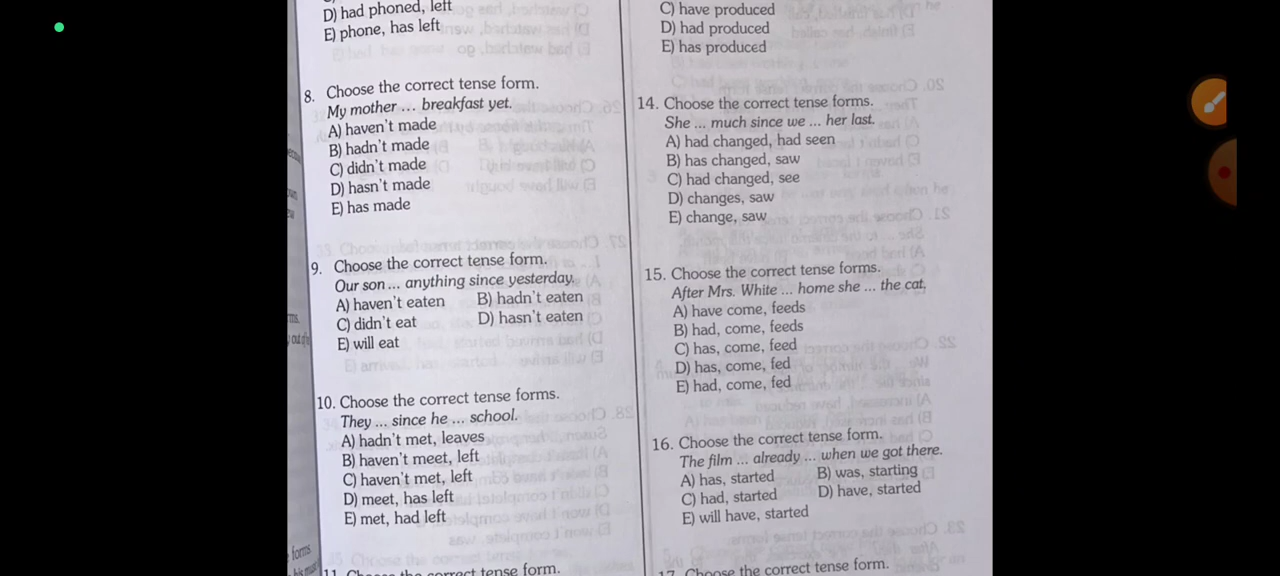 D) had phoned, left
E) phone, has left
8. Choose the correct tense form.
My mother ... breakfast yet.
A) haven't made
B) hadn't made
C) didn't made
D) hasn't made
E) has made
9. Choose the correct tense form.
Our son ... anything since yesterday.
A) haven't eaten B) hadn't eaten
C) didn't eat D) hasn't eaten
E) will eat
10. Choose the correct tense forms.
They ... since he ... school.
A) hadn't met, leaves
B) haven't meet, left
C) haven't met, left
D) meet, has left
E) met, had left
11. Choose the correct tense form.
C) have produced
D) had produced
E) has produced
14. Choose the correct tense forms.
She ... much since we ... her last.
A) had changed, had seen
B) has changed, saw
C) had changed, see
D) changes, saw
E) change, saw
15. Choose the correct tense forms.
After Mrs. White ... home she ... the cat.
A) have come, feeds
B) had, come, feeds
C) has, come, feed
D) has, come, fed
E) had, come, fed
16. Choose the correct tense form.
The film ... already ... when we got there.
A) has, started B) was, starting
C) had, started D) have, started
E) will have, started
17. Choose the correct tense form.